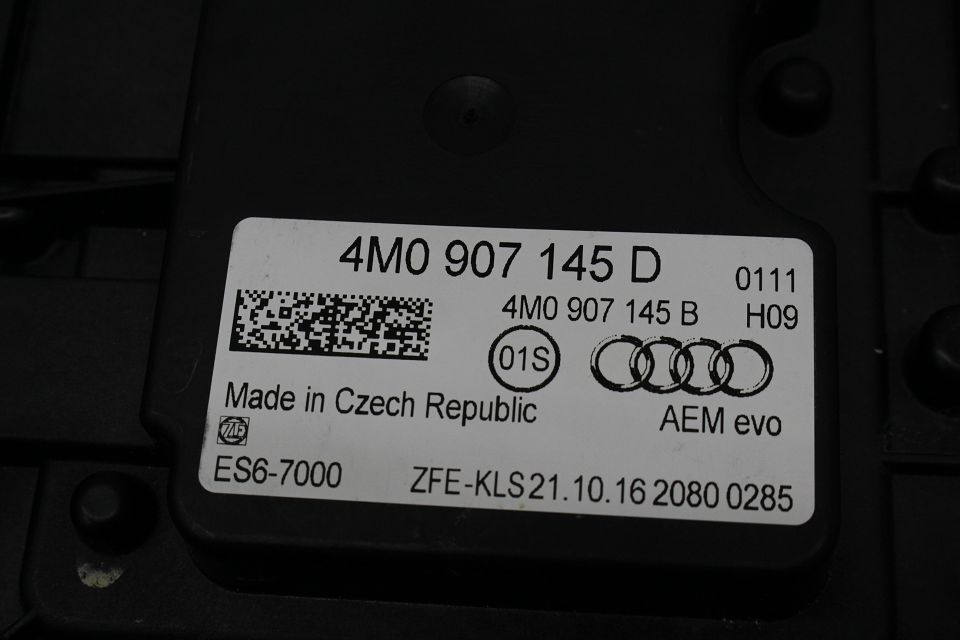 4M0 907 145 D
0111
4M0 907 145 B
H09
01S
Made in Czech Republic
AEM evo
ZF
ES6-7000
ZFE-KLS 21.10.16 2080 0285